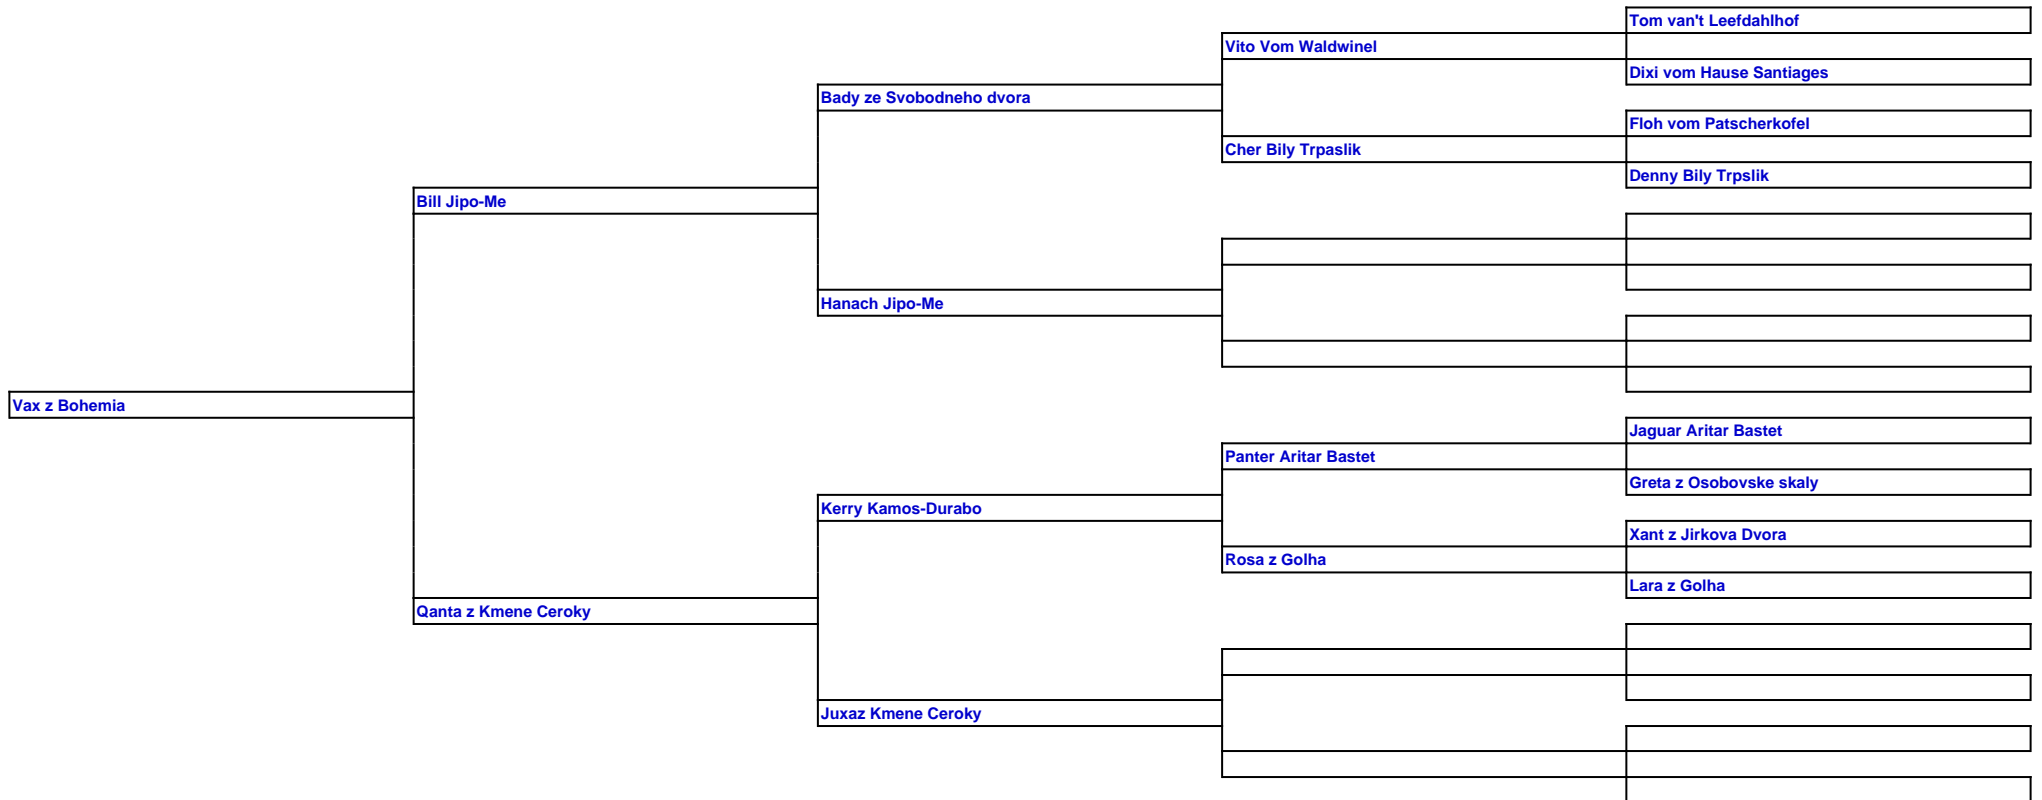 Tom van't Leefdahlhof
Vito Vom Waldwinel
Dixi vom Hause Santiages
Bady ze Svobodneho dvora
Floh vom Patscherkofel
Cher Bily Trpaslik
Denny Bily Trpslik
Bill Jipo-Me
Hanach Jipo-Me
Vax z Bohemia
Jaguar Aritar Bastet
Panter Aritar Bastet
Greta z Osobovske skaly
Kerry Kamos-Durabo
Xant z Jirkova Dvora
Rosa z Golha
Lara z Golha
Qanta z Kmene Ceroky
Juxaz Kmene Ceroky